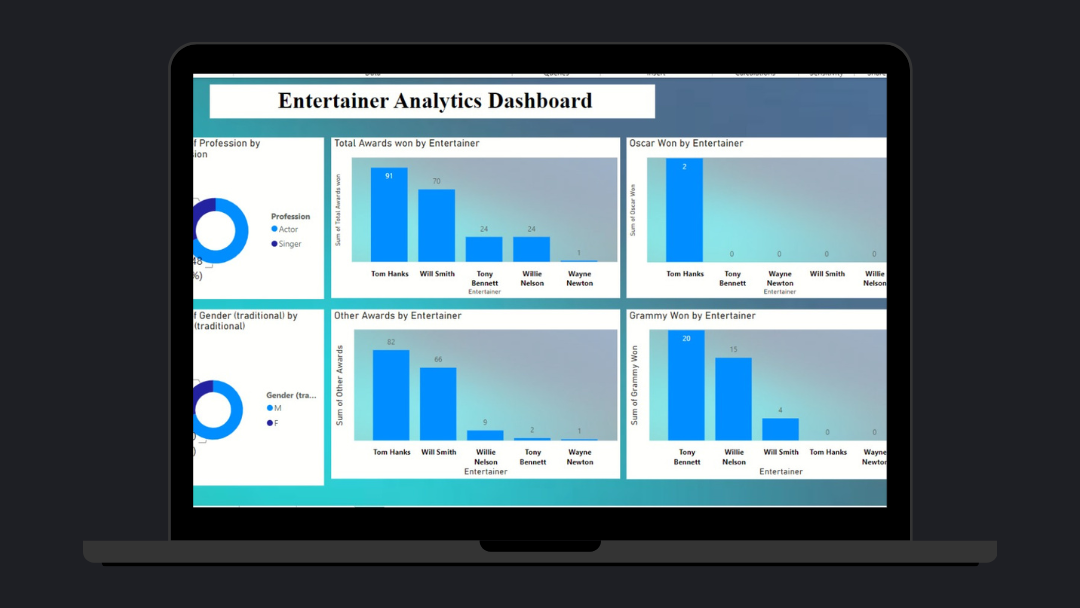 Entertainer Analytics Dashboard
f Profession by
ion
Profession
Actor
Singer
48
%)
Total Awards won by Entertainer
Sum of Total Awards won
91
70
24
24
1
Tom Hanks
Will Smith
Tony
Bennett
Willie
Nelson
Wayne
Newton
Entertainer
Oscar Won by Entertainer
Sum of Oscar Won
2
0
0
0
0
Tom Hanks
Tony
Bennett
Wayne
Newton
Will Smith
Willie
Nelson
Entertainer
f Gender (traditional) by
(traditional)
Gender (tra...
M
F
)
Other Awards by Entertainer
Sum of Other Awards
82
66
9
2
1
Tom Hanks
Will Smith
Willie
Nelson
Tony
Bennett
Wayne
Newton
Entertainer
Grammy Won by Entertainer
Sum of Grammy Won
20
15
4
0
0
Tony
Bennett
Willie
Nelson
Will Smith
Tom Hanks
Wayne
Newto
Entertainer